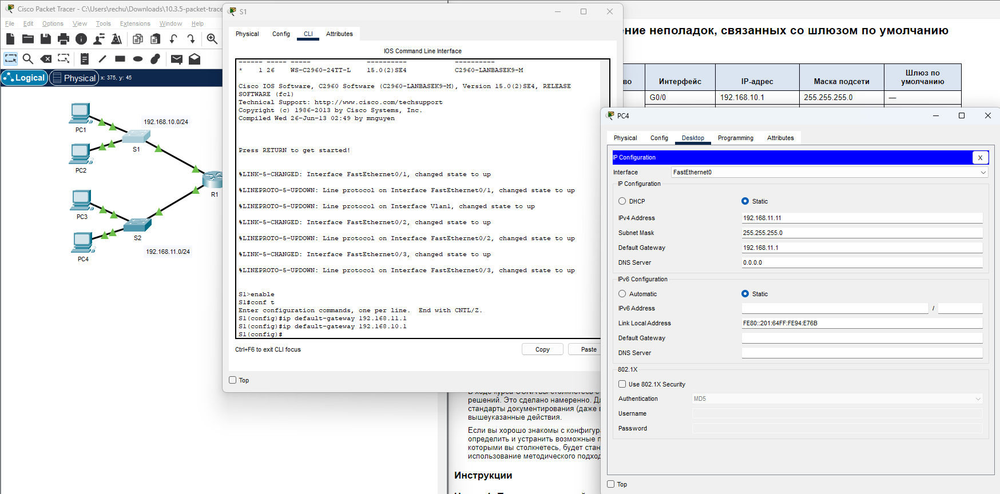 Cisco Packet Tracer - C:\Users\rechu\Downloads\10.3.5-packet-trace
File Edit Options View Tools Extensions Window Help
Logical Physical x: 375, y: 45
192.168.10.0/24
PC1
S1
PC2
R1
PC3
S2
192.168.11.0/24
PC4
S1
Physical Config CLI Attributes
IOS Command Line Interface
------ ----- ----- ---------- ----------
* 1 26 WS-C2960-24TT-L 15.0(2)SE4 C2960-LANBASEK9-M
Cisco IOS Software, C2960 Software (C2960-LANBASEK9-M), Version 15.0(2)SE4, RELEASE
SOFTWARE (fc1)
Technical Support: http://www.cisco.com/techsupport
Copyright (c) 1986-2013 by Cisco Systems, Inc.
Compiled Wed 26-Jun-13 02:49 by mnguyen
Press RETURN to get started!
%LINK-5-CHANGED: Interface FastEthernet0/1, changed state to up
%LINEPROTO-5-UPDOWN: Line protocol on Interface FastEthernet0/1, changed state to up
%LINEPROTO-5-UPDOWN: Line protocol on Interface Vlan1, changed state to up
%LINK-5-CHANGED: Interface FastEthernet0/2, changed state to up
%LINEPROTO-5-UPDOWN: Line protocol on Interface FastEthernet0/2, changed state to up
%LINK-5-CHANGED: Interface FastEthernet0/3, changed state to up
%LINEPROTO-5-UPDOWN: Line protocol on Interface FastEthernet0/3, changed state to up
S1>enable
S1#conf t
Enter configuration commands, one per line. End with CNTL/Z.
S1(config)#ip default-gateway 192.168.11.1
S1(config)#ip default-gateway 192.168.10.1
S1(config)#
Ctrl+F6 to exit CLI focus Copy Paste
Top
ение неполадок, связанных со шлюзом по умолчанию
во Интерфейс IP-адрес Маска подсети Шлюз по умолчанию
G0/0 192.168.10.1 255.255.255.0 —
PC4
Physical Config Desktop Programming Attributes
IP Configuration X
Interface FastEthernet0
IP Configuration
DHCP Static
IPv4 Address 192.168.11.11
Subnet Mask 255.255.255.0
Default Gateway 192.168.11.1
DNS Server 0.0.0.0
IPv6 Configuration
Automatic Static
IPv6 Address /
Link Local Address FE80::201:64FF:FE94:E76B
Default Gateway
DNS Server
802.1X
Use 802.1X Security
Authentication MD5
Username
Password
Top
решений. Это сделано намеренно. Д
стандарты документирования (даже в
вышеуказанные действия.
Если вы хорошо знакомы с конфигур
определить и устранить возможные п
которыми вы столкнетесь, будет стан
использование методического подход
Инструкции